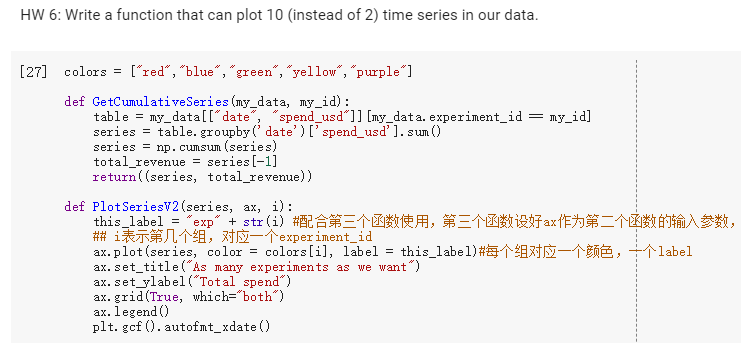 HW 6: Write a function that can plot 10 (instead of 2) time series in our data.
[27] colors = ["red","blue","green","yellow","purple"]
def GetCumulativeSeries(my_data, my_id):
table = my_data[["date", "spend_usd"]][my_data.experiment_id == my_id]
series = table.groupby('date')['spend_usd'].sum()
series = np.cumsum(series)
total_revenue = series[-1]
return((series, total_revenue))
def PlotSeriesV2(series, ax, i):
this_label = "exp" + str(i) #配合第三个函数使用，第三个函数设好ax作为第二个函数的输入参数，
## i表示第几个组，对应一个experiment_id
ax.plot(series, color = colors[i], label = this_label)#每个组对应一个颜色，一个label
ax.set_title("As many experiments as we want")
ax.set_ylabel("Total spend")
ax.grid(True, which="both")
ax.legend()
plt.gcf().autofmt_xdate()